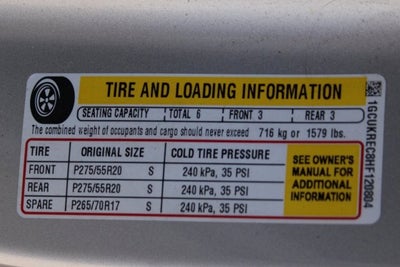 TIRE AND LOADING INFORMATION
SEATING CAPACITY TOTAL 6 FRONT 3 REAR 3
The combined weight of occupants and cargo should never exceed 716 kg or 1579 lbs.
TIRE ORIGINAL SIZE COLD TIRE PRESSURE
FRONT P275/55R20 S 240 kPa, 35 PSI
REAR P275/55R20 S 240 kPa, 35 PSI
SPARE P265/70R17 S 240 kPa, 35 PSI
SEE OWNER'S
MANUAL FOR
ADDITIONAL
INFORMATION
1GCUKREC8HF120804